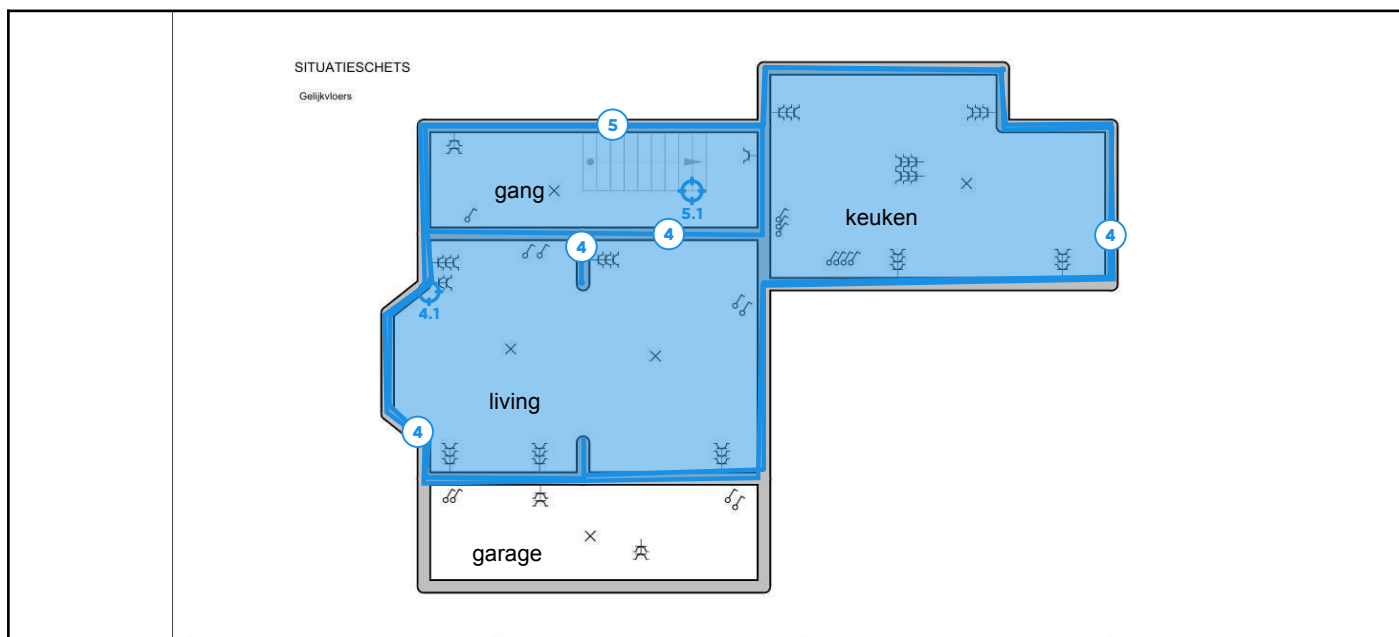 SITUATIESCHETS
Gelijkvloers
5
gang
5.1
4
4
keuken
4
4.1
living
4
garage